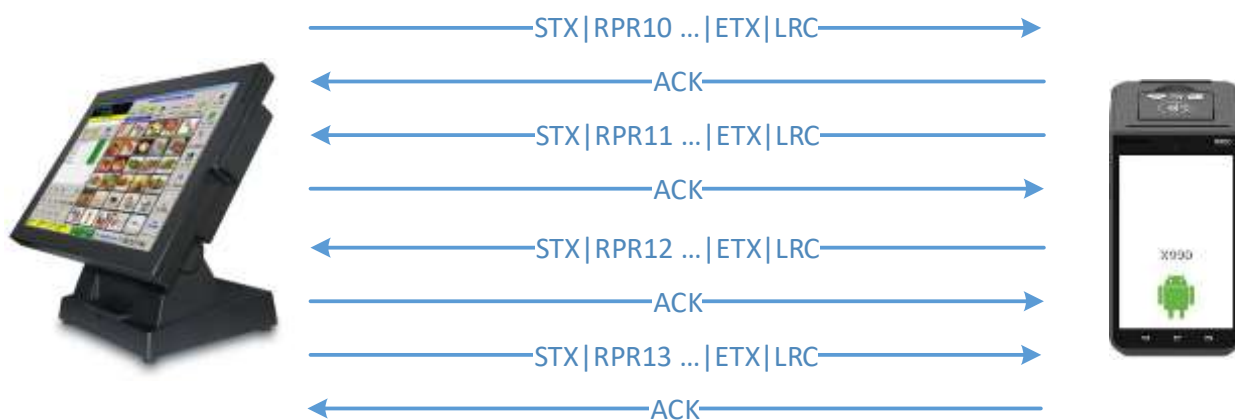 STX|RPR10 ...|ETX|LRC
ACK
STX|RPR11 ...|ETX|LRC
ACK
STX|RPR12 ...|ETX|LRC
ACK
X990
STX|RPR13 ...|ETX|LRC
ACK